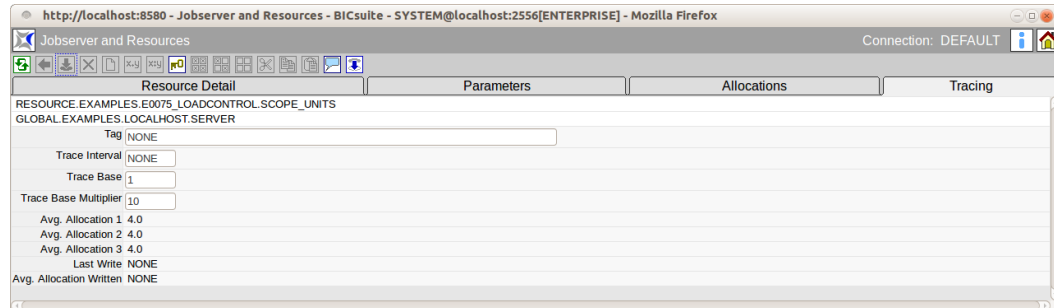 http://localhost:8580 - Jobserver and Resources - BICsuite - SYSTEM@localhost:2556[ENTERPRISE] - Mozilla Firefox
Jobserver and Resources Connection: DEFAULT
Resource Detail Parameters Allocations Tracing
RESOURCE.EXAMPLES.E0075_LOADCONTROL.SCOPE_UNITS
GLOBAL.EXAMPLES.LOCALHOST.SERVER
Tag NONE
Trace Interval NONE
Trace Base 1
Trace Base Multiplier 10
Avg. Allocation 1 4.0
Avg. Allocation 2 4.0
Avg. Allocation 3 4.0
Last Write NONE
Avg. Allocation Written NONE